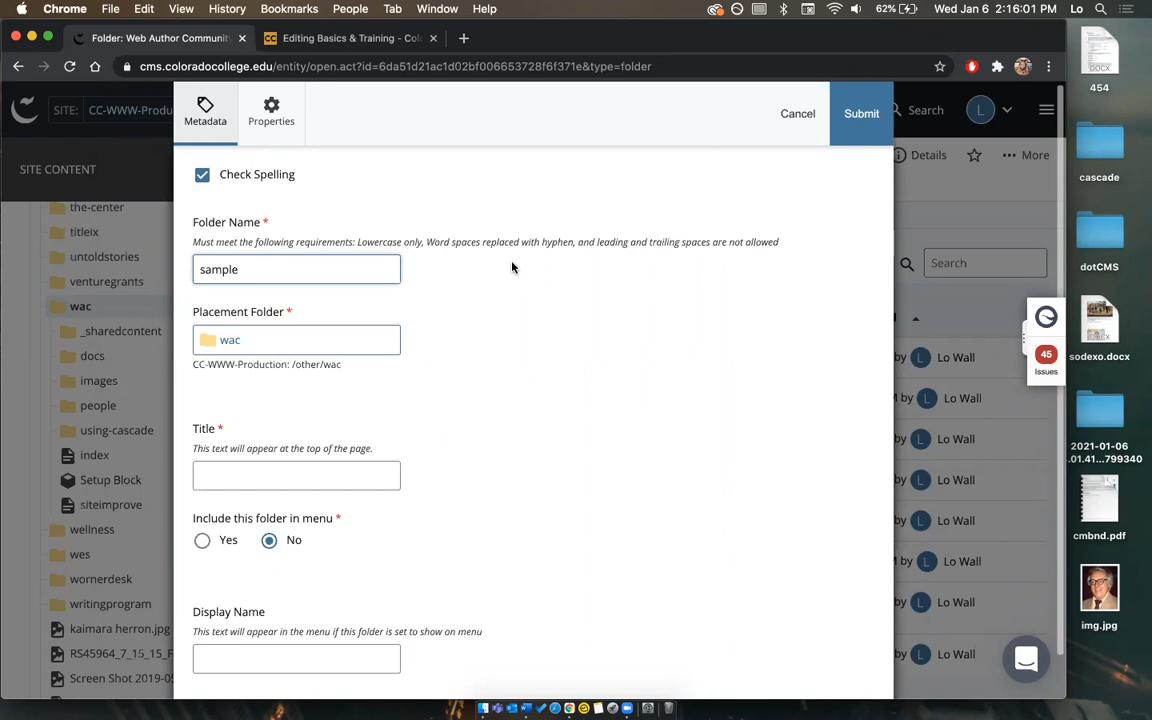 Chrome File Edit View History Bookmarks People Tab Window Help 62% Wed Jan 6 2:16:01 PM Lo
Folder: Web Author Communit
Editing Basics & Training - Colo
cms.coloradocollege.edu/entity/open.act?id=6da51d21ac1d02bf006653728f6f371e&type=folder
SITE: CC-WWW-Produ
Metadata
Properties
Cancel
Submit
Search
L
SITE CONTENT
Details
More
the-center
titleix
untoldstories
venturegrants
wac
_sharedcontent
docs
images
people
using-cascade
index
Setup Block
siteimprove
wellness
wes
wornerdesk
writingprogram
kaimara herron.jpg
RS45964_7_15_15_F
Screen Shot 2019-05
Check Spelling
Folder Name *
Must meet the following requirements: Lowercase only, Word spaces replaced with hyphen, and leading and trailing spaces are not allowed
sample
Placement Folder *
wac
CC-WWW-Production: /other/wac
Title *
This text will appear at the top of the page.
Include this folder in menu *
Yes
No
Display Name
This text will appear in the menu if this folder is set to show on menu
Search
by L Lo Wall
by L Lo Wall
by L Lo Wall
by L Lo Wall
by L Lo Wall
by L Lo Wall
by L Lo Wall
by L Lo Wall
45
Issues
DOCX
454
cascade
dotCMS
DOCX
sodexo.docx
2021-01-06
.01.41...799340
cmbnd.pdf
img.jpg